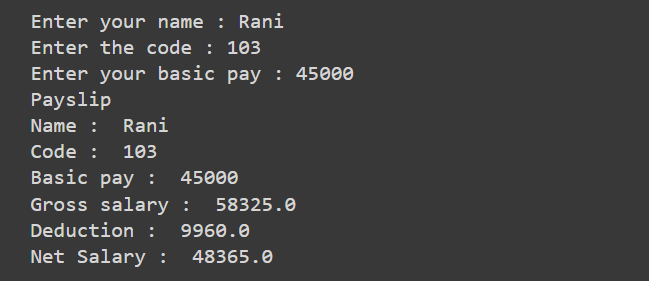 Enter your name : Rani
Enter the code : 103
Enter your basic pay : 45000
Payslip
Name :  Rani
Code :  103
Basic pay :  45000
Gross salary :  58325.0
Deduction :  9960.0
Net Salary :  48365.0